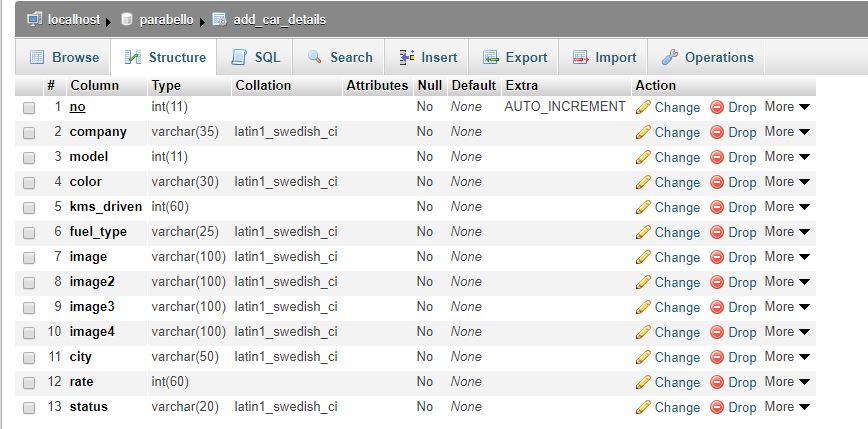 localhost parabello add_car_details
Browse Structure SQL Search Insert Export Import Operations
# Column Type Collation Attributes Null Default Extra Action
1 no int(11) No None AUTO_INCREMENT Change Drop More
2 company varchar(35) latin1_swedish_ci No None Change Drop More
3 model int(11) No None Change Drop More
4 color varchar(30) latin1_swedish_ci No None Change Drop More
5 kms_driven int(60) No None Change Drop More
6 fuel_type varchar(25) latin1_swedish_ci No None Change Drop More
7 image varchar(100) latin1_swedish_ci No None Change Drop More
8 image2 varchar(100) latin1_swedish_ci No None Change Drop More
9 image3 varchar(100) latin1_swedish_ci No None Change Drop More
10 image4 varchar(100) latin1_swedish_ci No None Change Drop More
11 city varchar(50) latin1_swedish_ci No None Change Drop More
12 rate int(60) No None Change Drop More
13 status varchar(20) latin1_swedish_ci No None Change Drop More